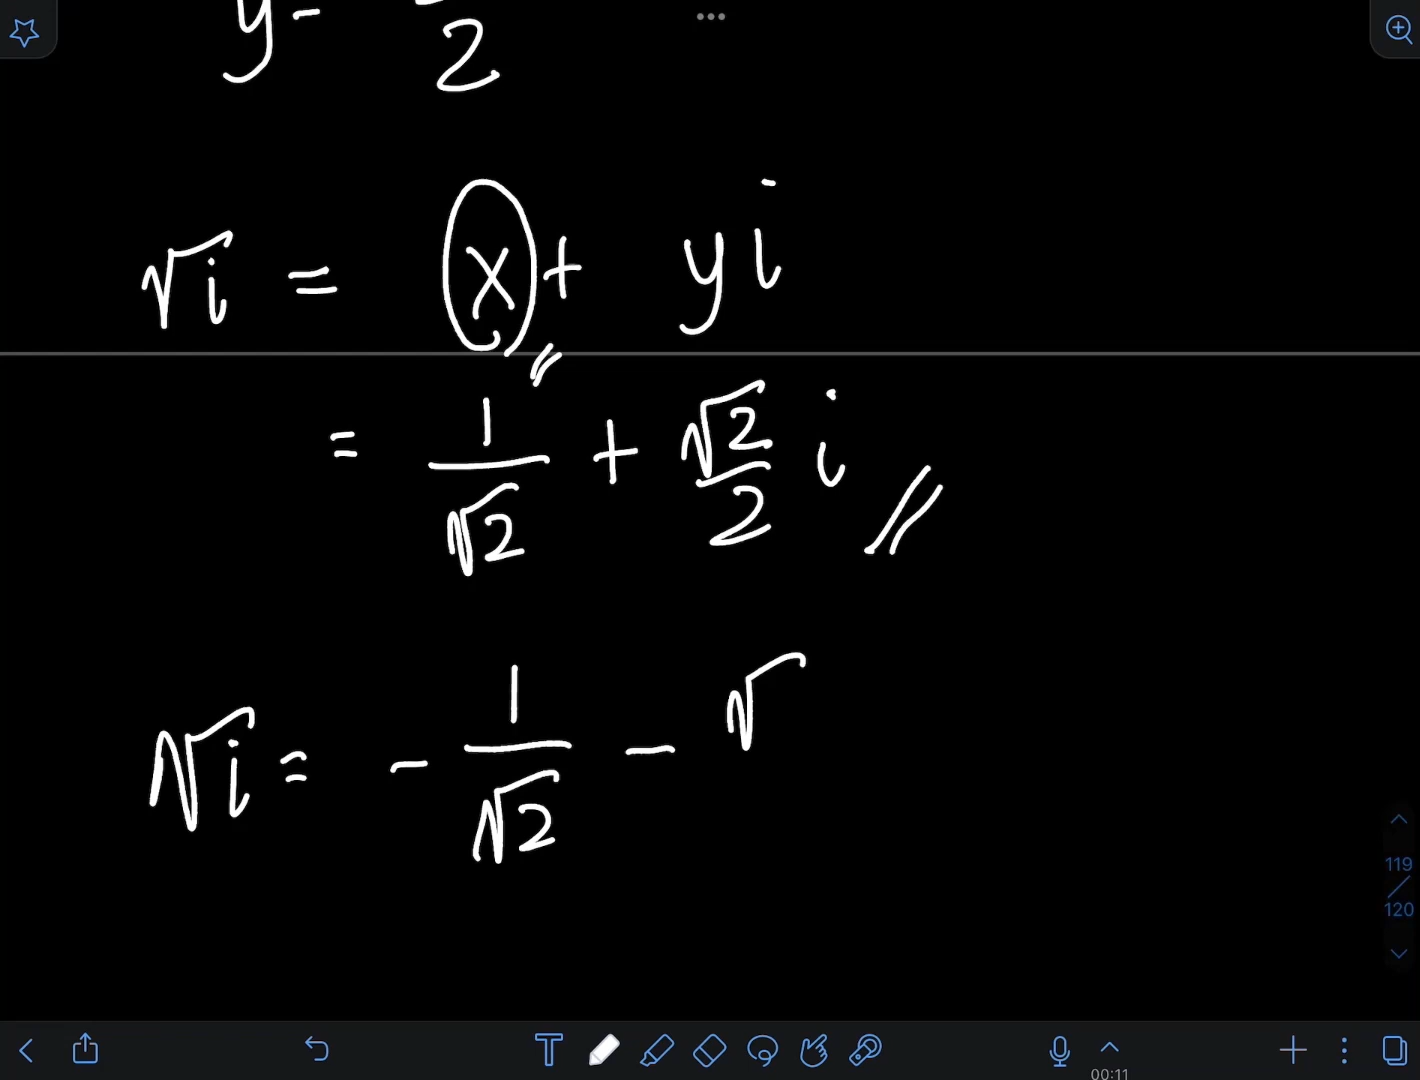 y = 2
√i = x + yi
= 1/√2 + √2/2 i //
√i = - 1/√2 - √
119
/
120
T
00:11